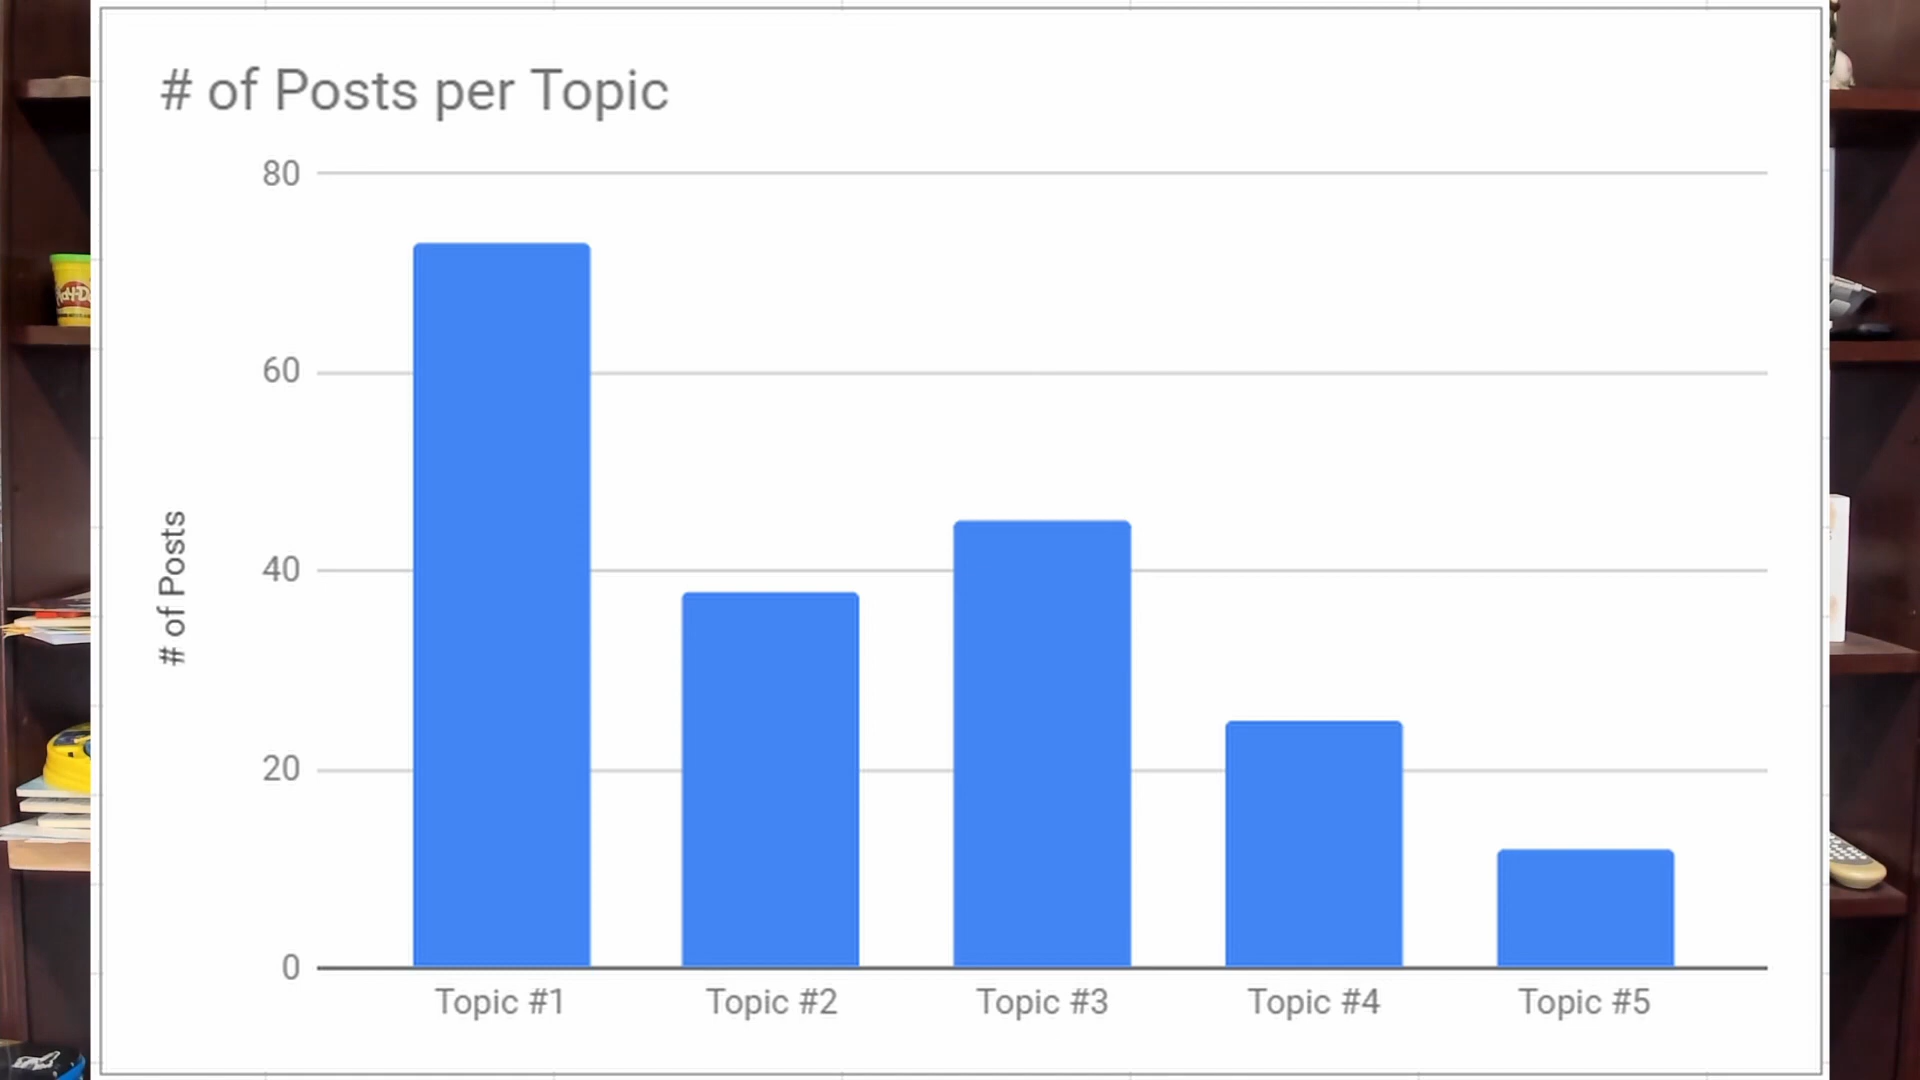 # of Posts per Topic
80
60
40
20
0
# of Posts
Topic #1 Topic #2 Topic #3 Topic #4 Topic #5